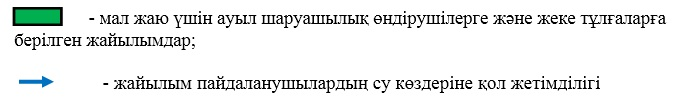 - мал жаю үшін ауыл шаруашылық өндірушілерге және жеке тұлғаларға
берілген жайылымдар;
- жайылым пайдаланушылардың су көздеріне қол жетімділігі